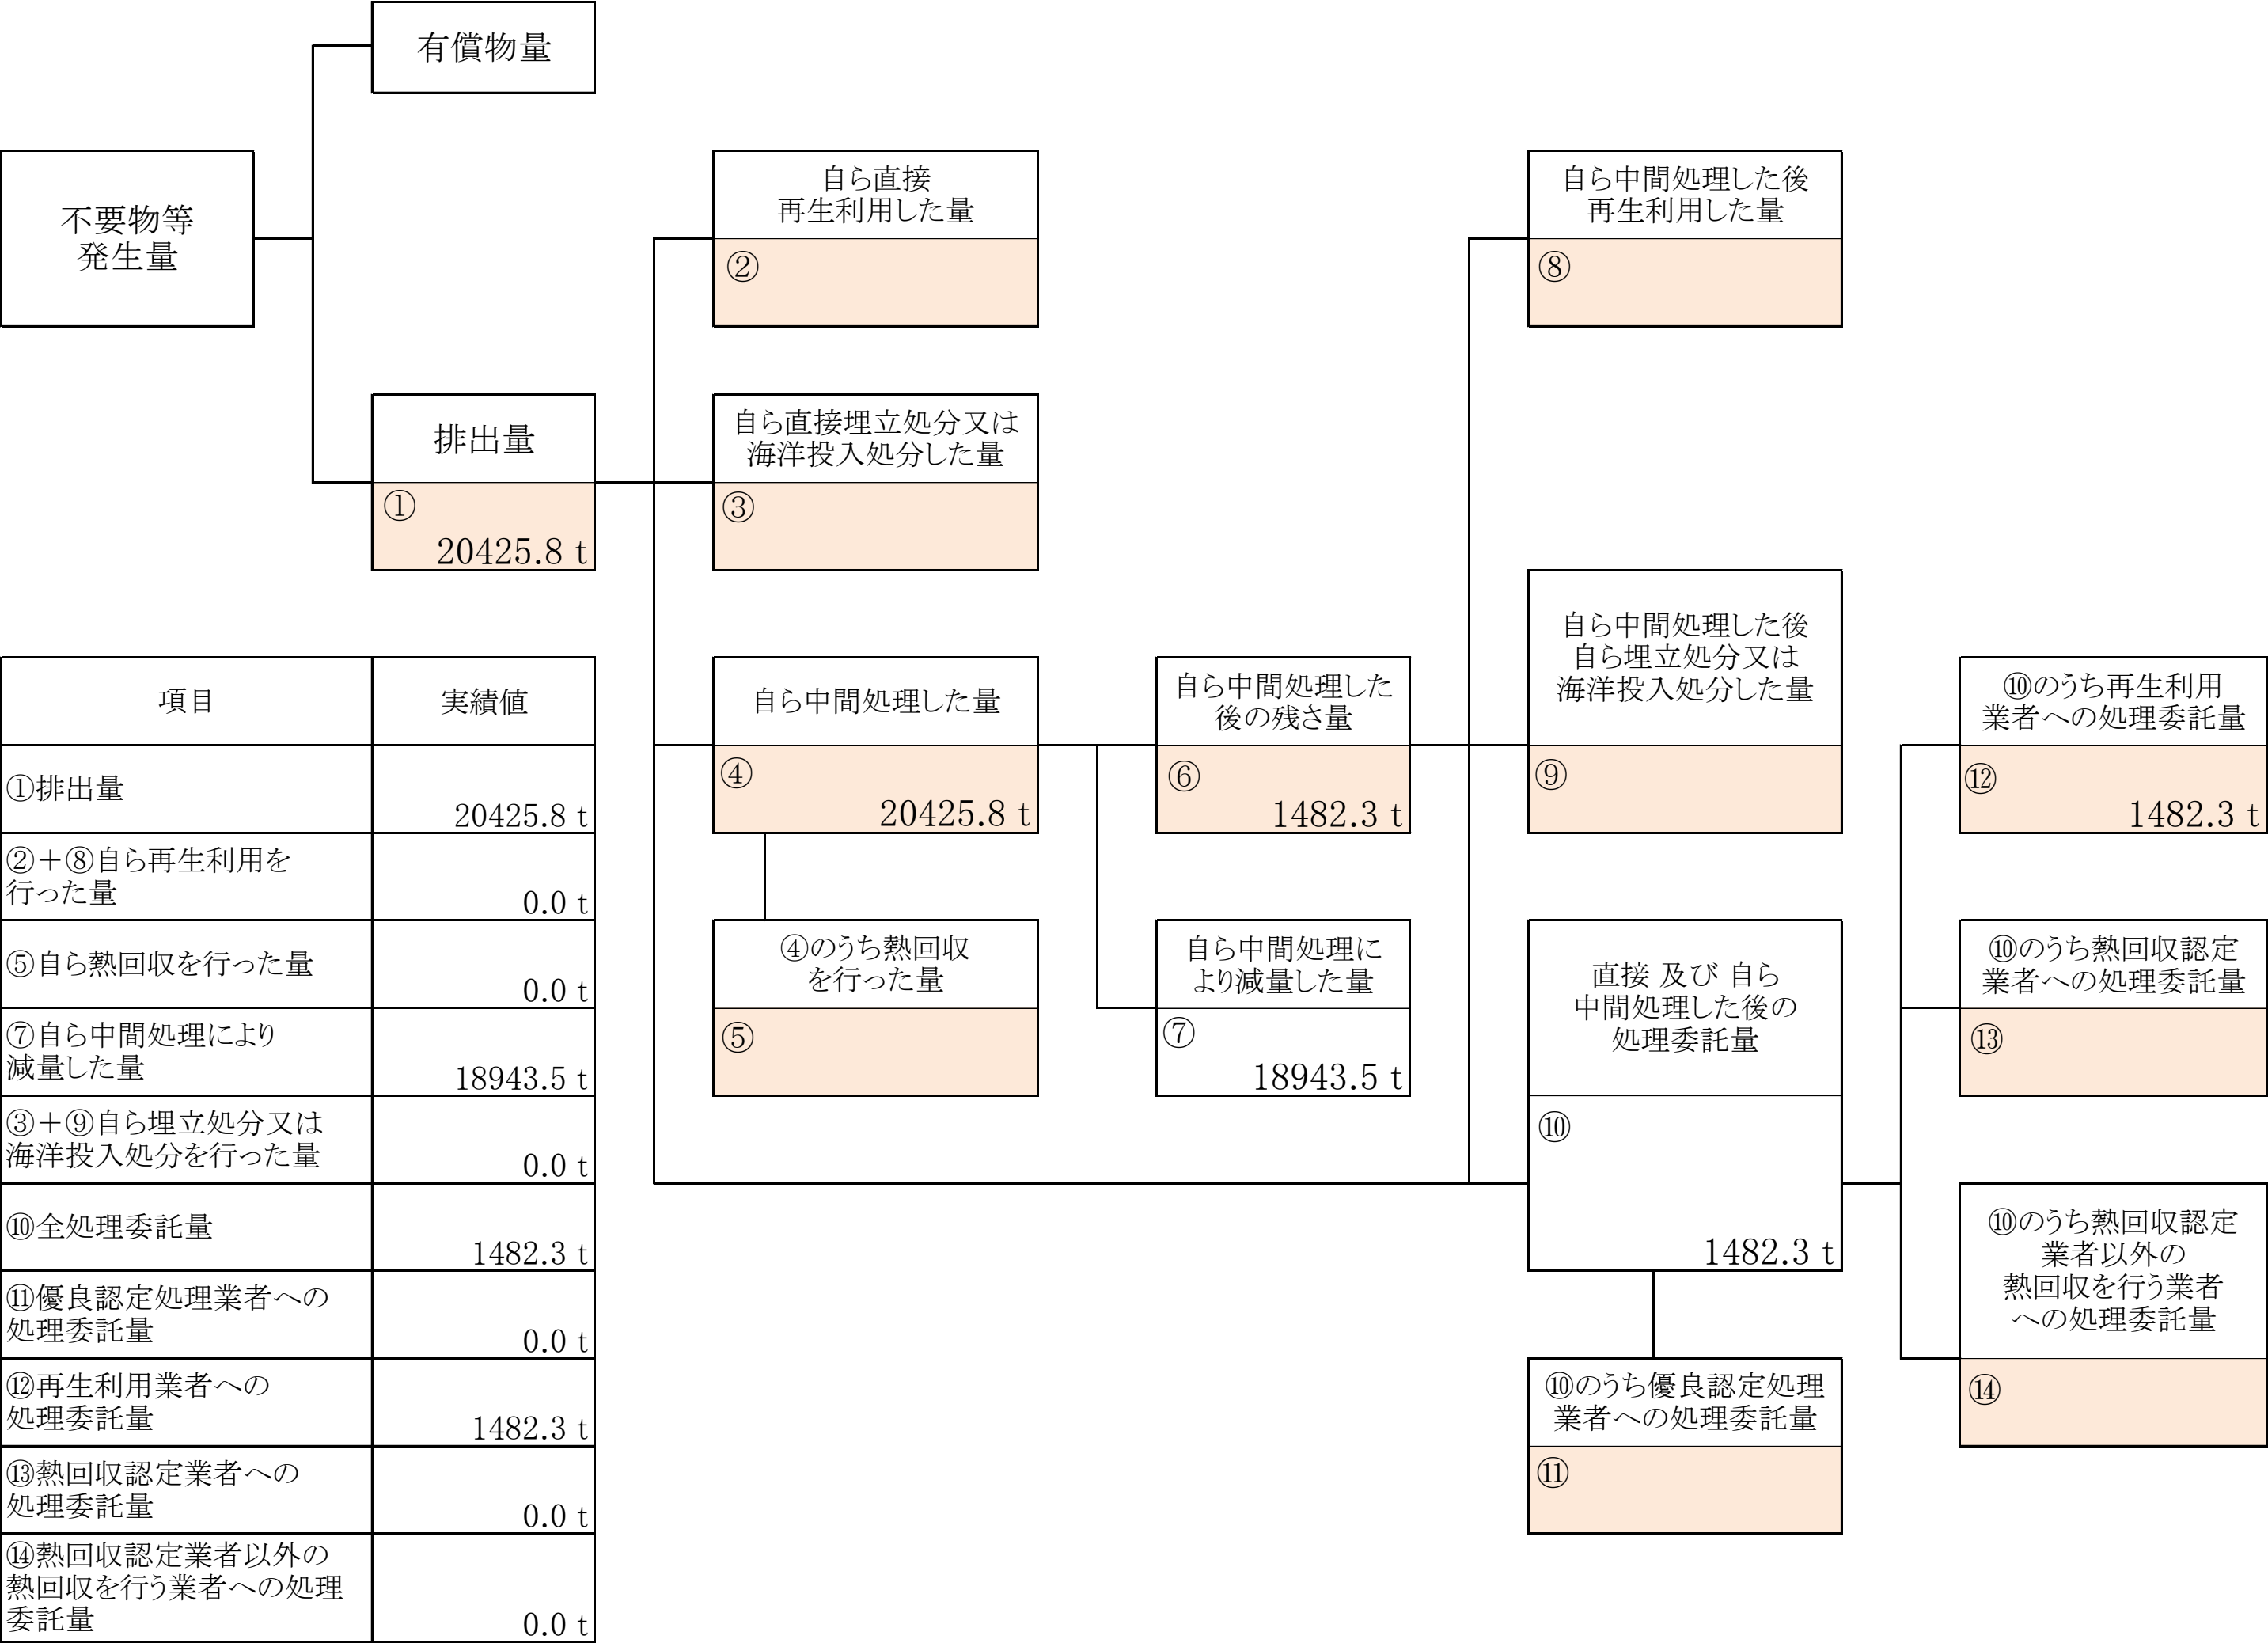 有償物量
不要物等
発生量
自ら直接
再生利用した量
②
自ら中間処理した後
再生利用した量
⑧
排出量
①
20425.8 t
自ら直接埋立処分又は
海洋投入処分した量
③
自ら中間処理した量
④
20425.8 t
自ら中間処理した
後の残さ量
⑥
1482.3 t
自ら中間処理した後
自ら埋立処分又は
海洋投入処分した量
⑨
⑩のうち再生利用
業者への処理委託量
⑫
1482.3 t
④のうち熱回収
を行った量
⑤
自ら中間処理に
より減量した量
⑦
18943.5 t
直接 及び 自ら
中間処理した後の
処理委託量
⑩
1482.3 t
⑩のうち熱回収認定
業者への処理委託量
⑬
⑩のうち熱回収認定
業者以外の
熱回収を行う業者
への処理委託量
⑭
⑩のうち優良認定処理
業者への処理委託量
⑪
項目
実績値
①排出量
20425.8 t
②＋⑧自ら再生利用を
行った量
0.0 t
⑤自ら熱回収を行った量
0.0 t
⑦自ら中間処理により
減量した量
18943.5 t
③＋⑨自ら埋立処分又は
海洋投入処分を行った量
0.0 t
⑩全処理委託量
1482.3 t
⑪優良認定処理業者への
処理委託量
0.0 t
⑫再生利用業者への
処理委託量
1482.3 t
⑬熱回収認定業者への
処理委託量
0.0 t
⑭熱回収認定業者以外の
熱回収を行う業者への処理
委託量
0.0 t